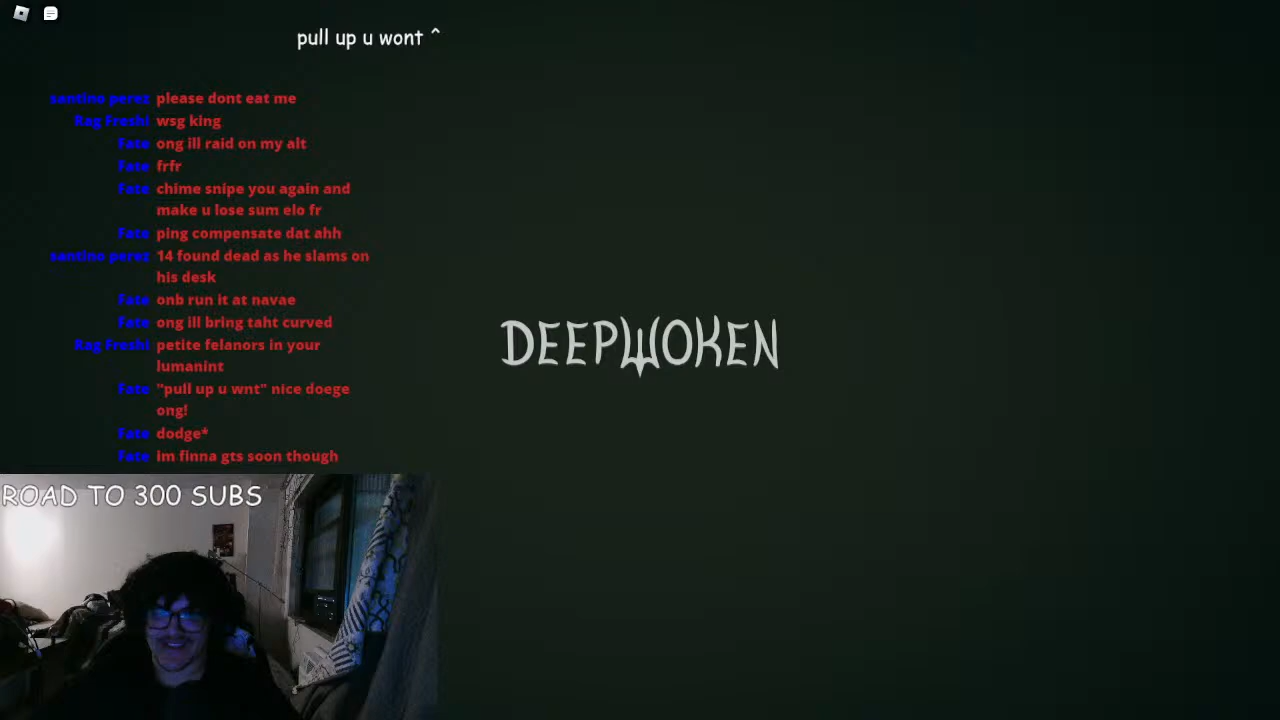 pull up u wont ^
santino perez please dont eat me
Rag Freshi wsg king
Fate ong ill raid on my alt
Fate frfr
Fate chime snipe you again and
make u lose sum elo fr
Fate ping compensate dat ahh
santino perez 14 found dead as he slams on
his desk
Fate onb run it at navae
Fate ong ill bring taht curved
Rag Freshi petite felanors in your
lumanint
Fate "pull up u wnt" nice doege
ong!
Fate dodge*
Fate im finna gts soon though
DEEPWOKEN
ROAD TO 300 SUBS